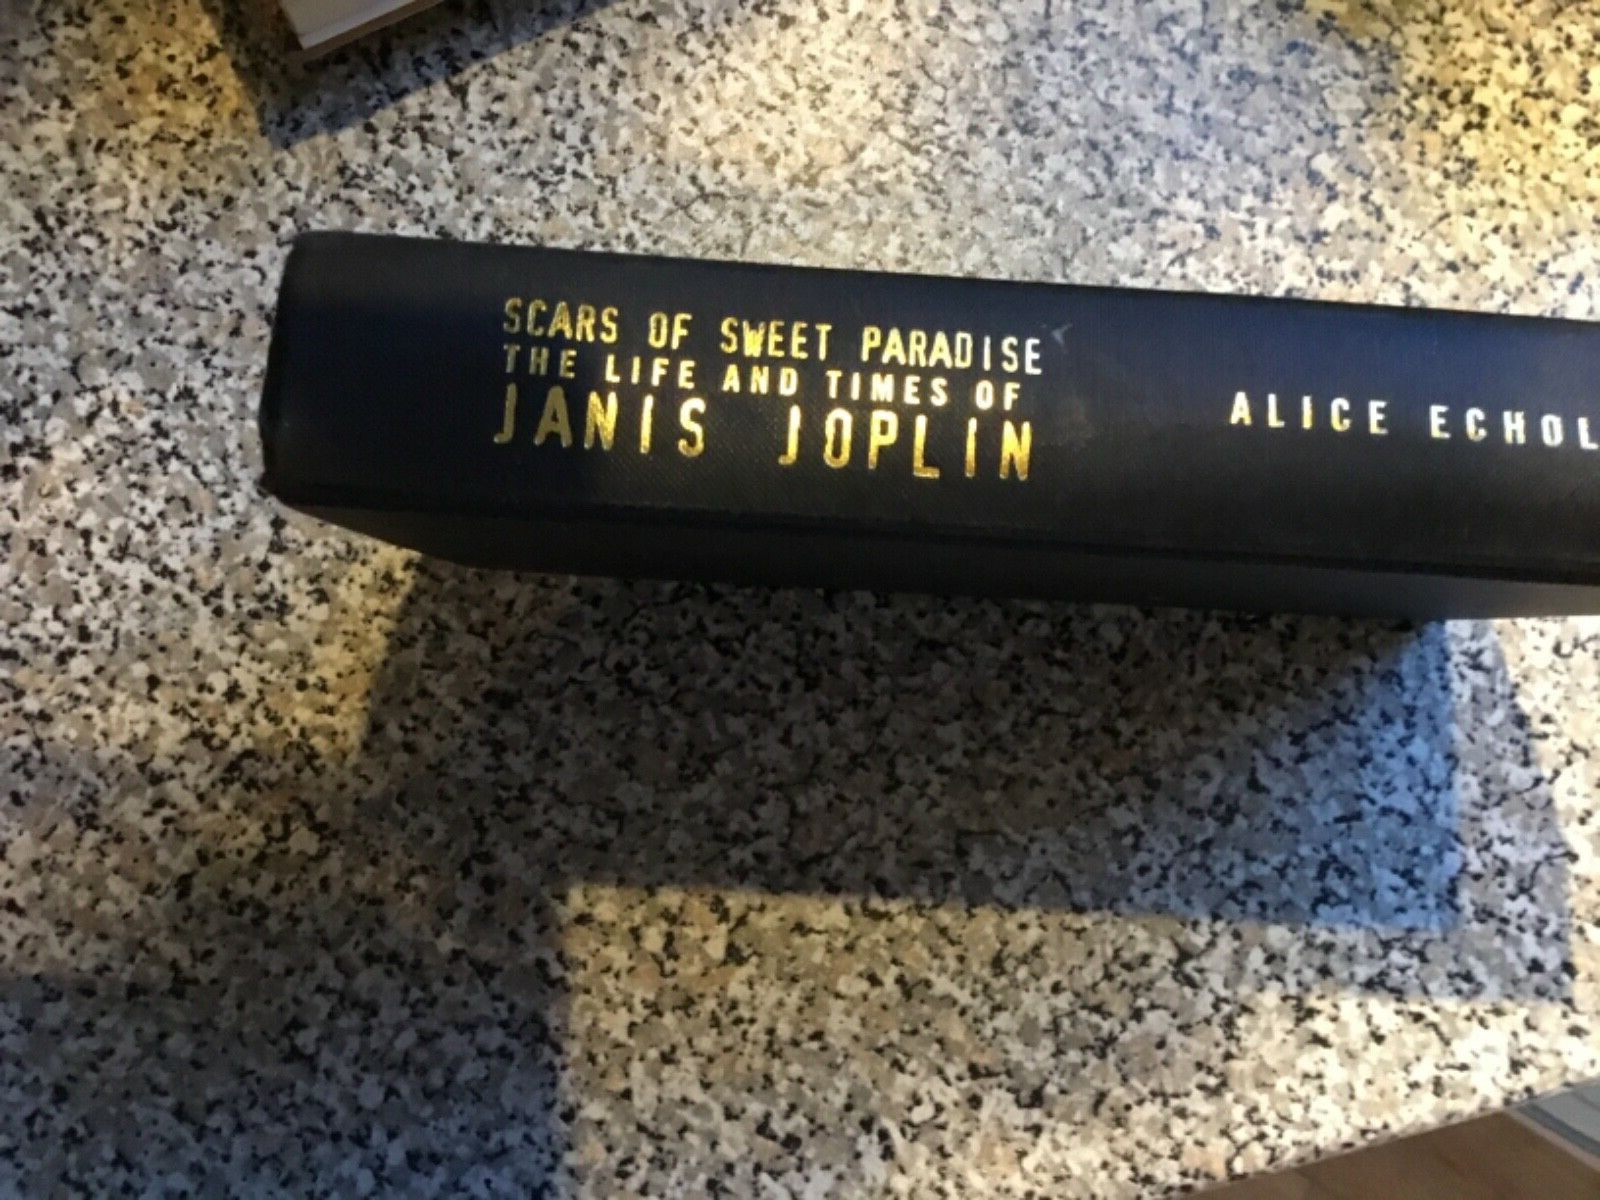 SCARS OF SWEET PARADISE
THE LIFE AND TIMES OF
JANIS JOPLIN
ALICE ECHOL